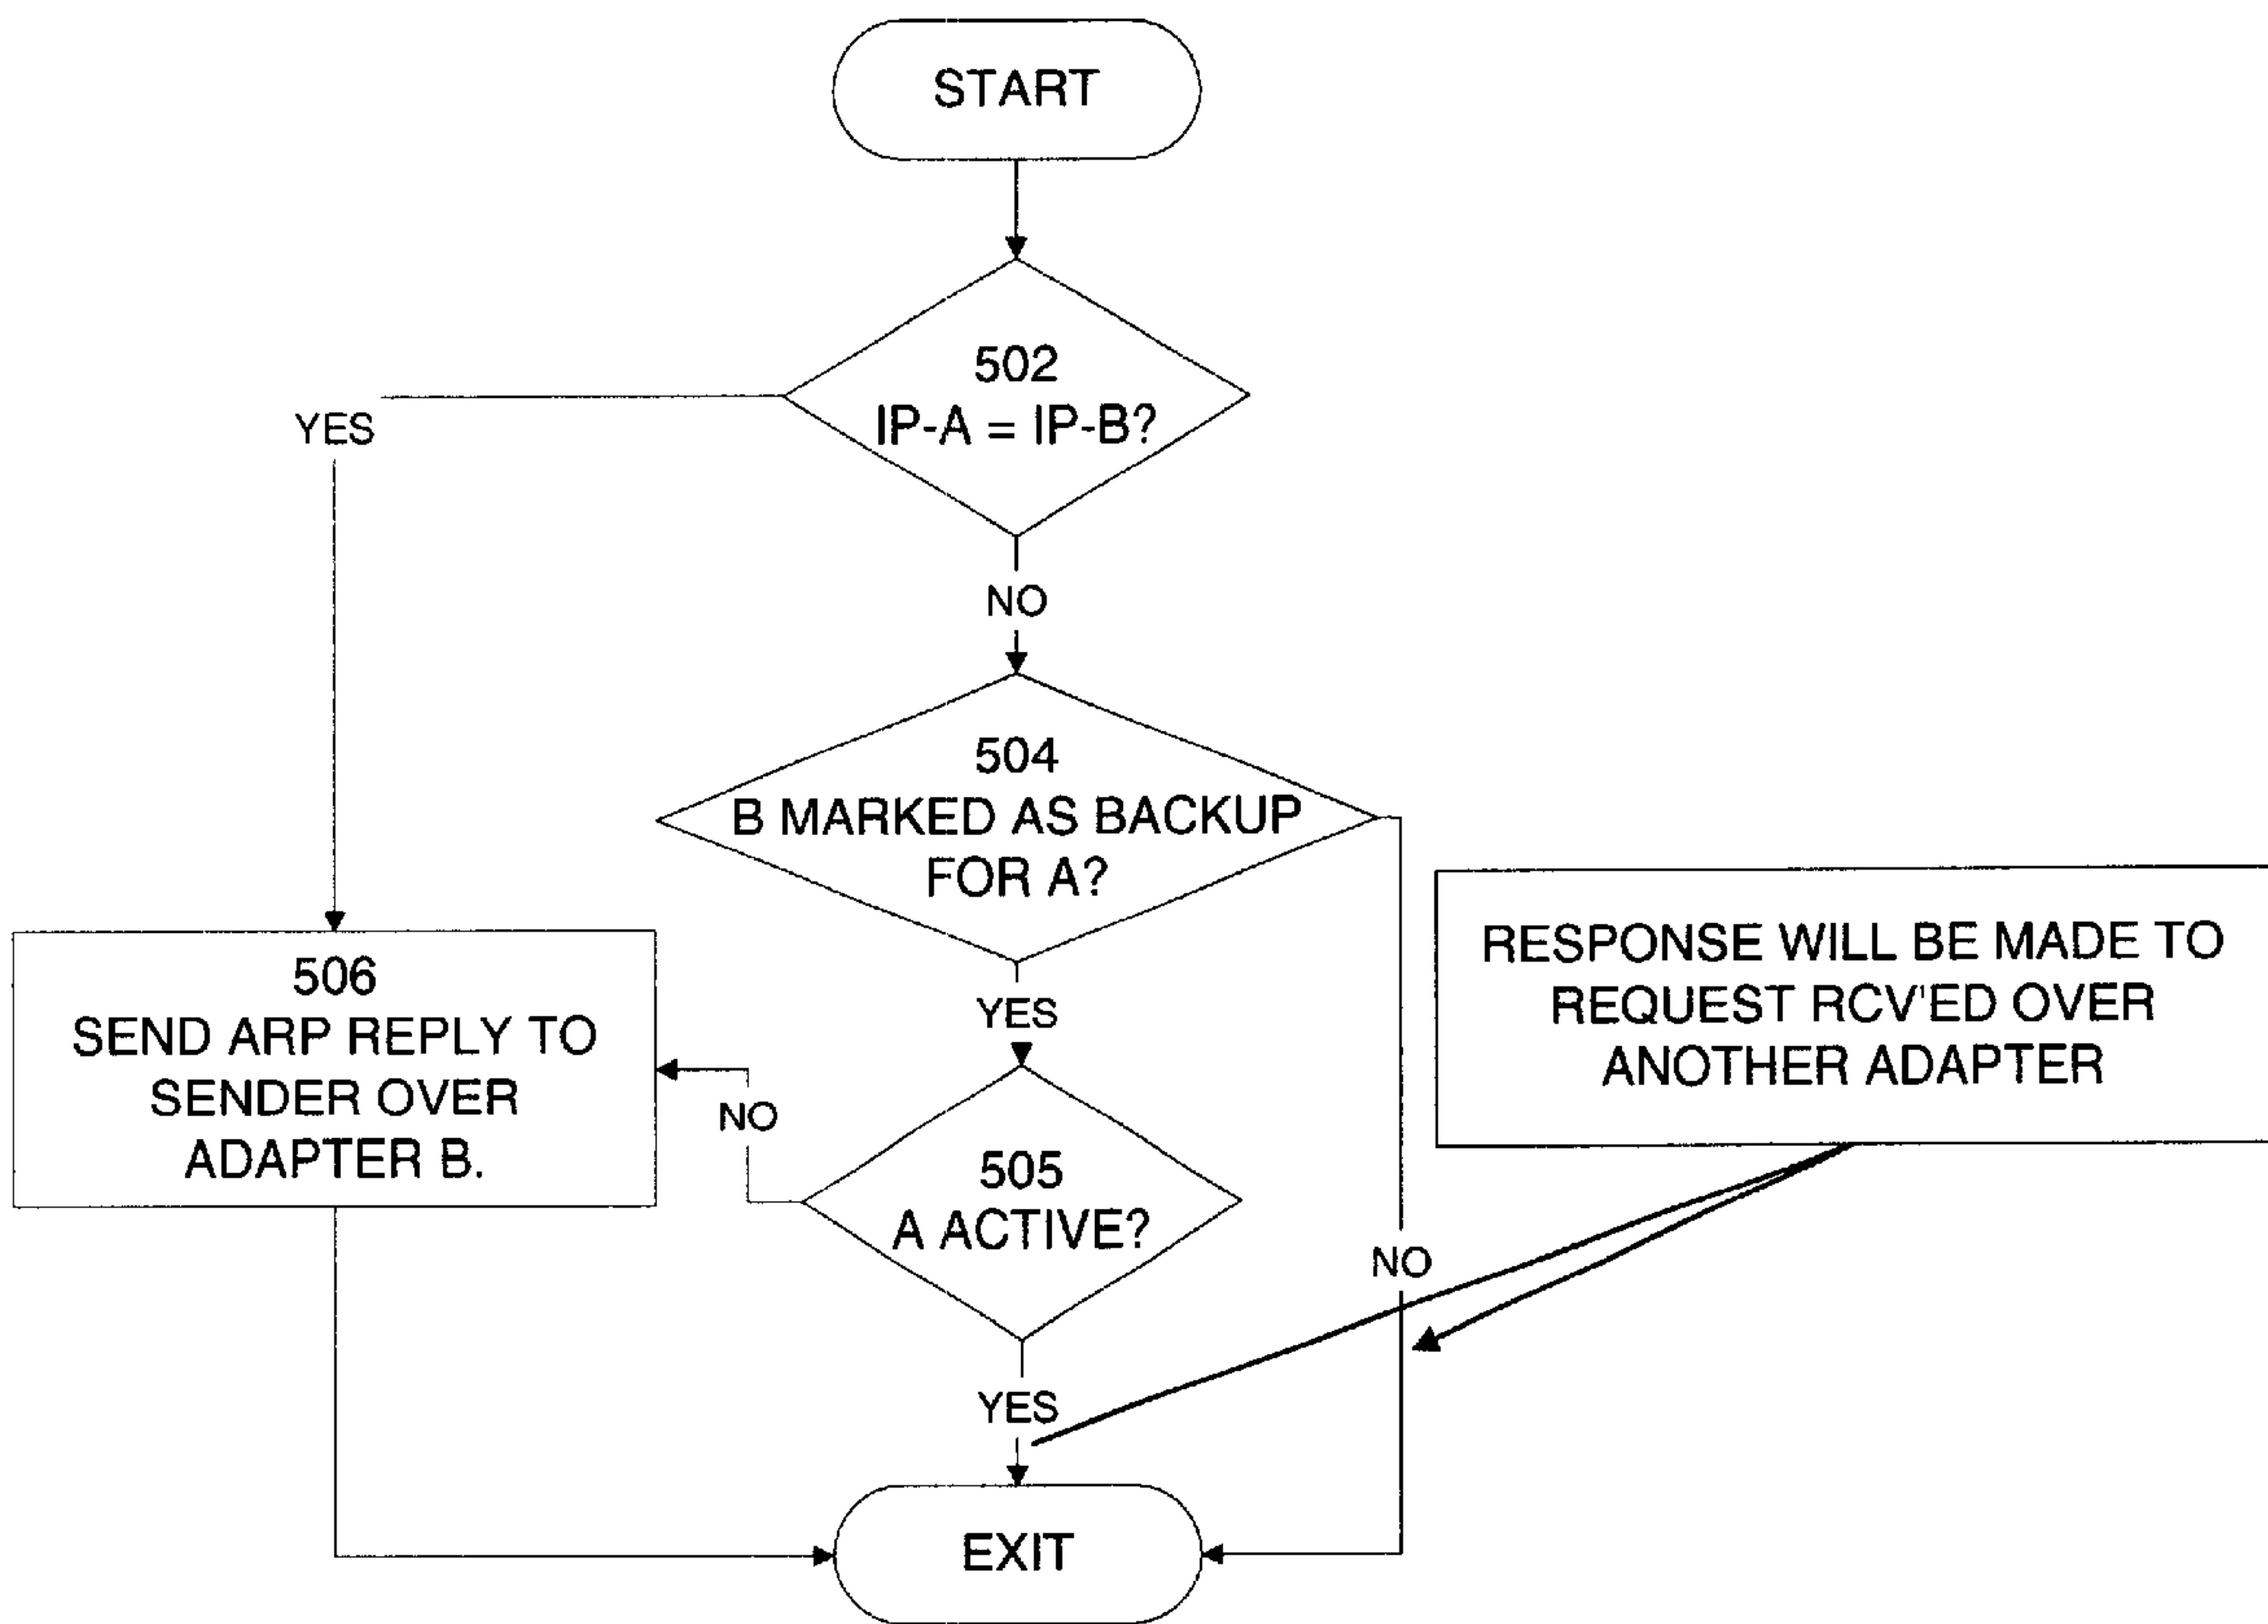 START
502
IP-A = IP-B?
YES
NO
504
B MARKED AS BACKUP
FOR A?
YES
NO
506
SEND ARP REPLY TO
SENDER OVER
ADAPTER B.
NO
505
A ACTIVE?
YES
RESPONSE WILL BE MADE TO
REQUEST RCV'ED OVER
ANOTHER ADAPTER
EXIT